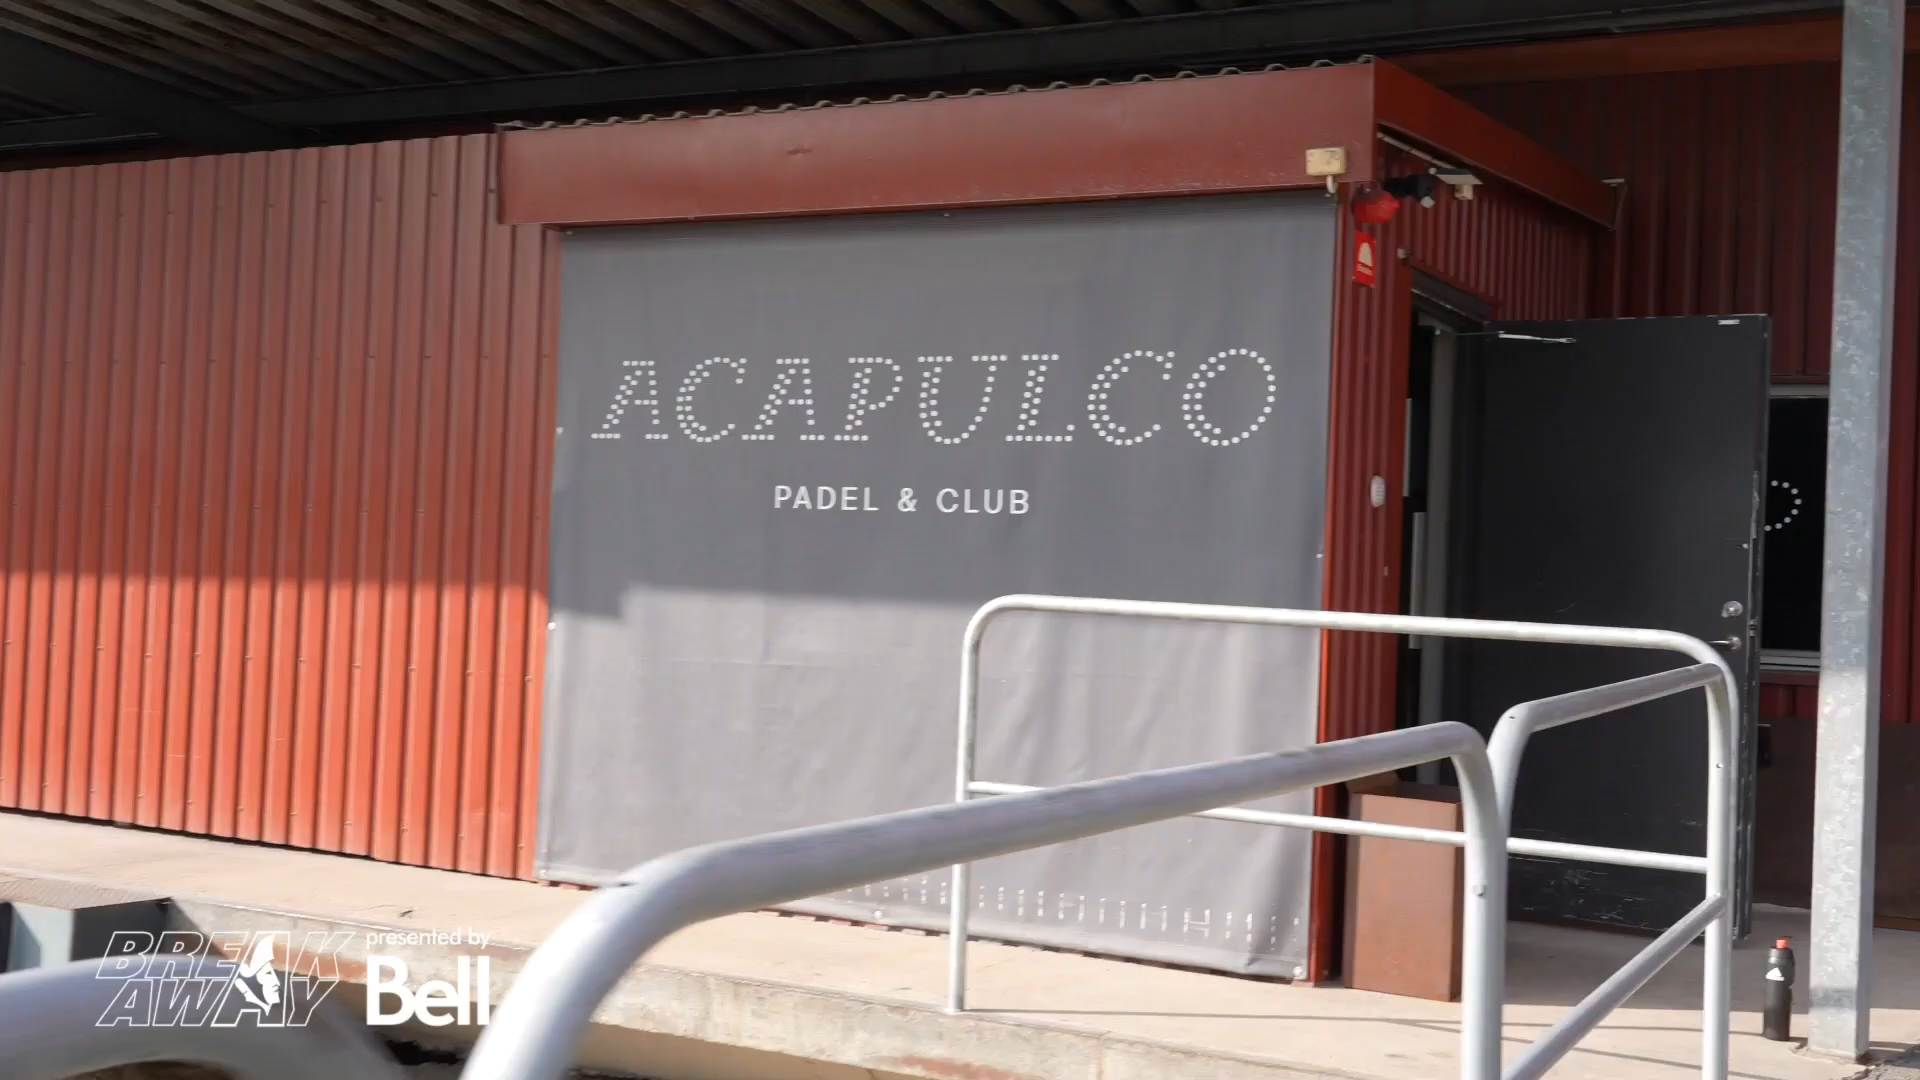 ACAPULCO
PADEL & CLUB
BREAK
AWAY
presented by
Bell